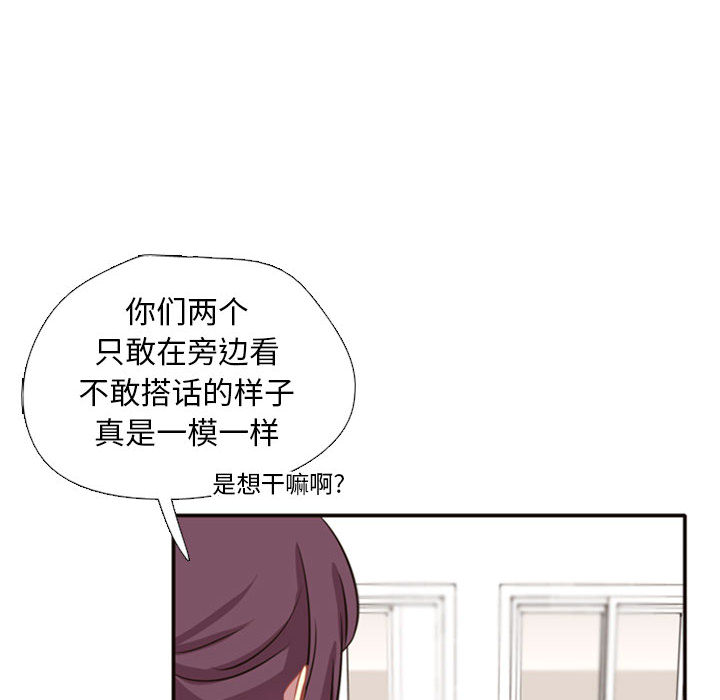 你们两个
只敢在旁边看
不敢搭话的样子
真是一模一样
是想干嘛啊?